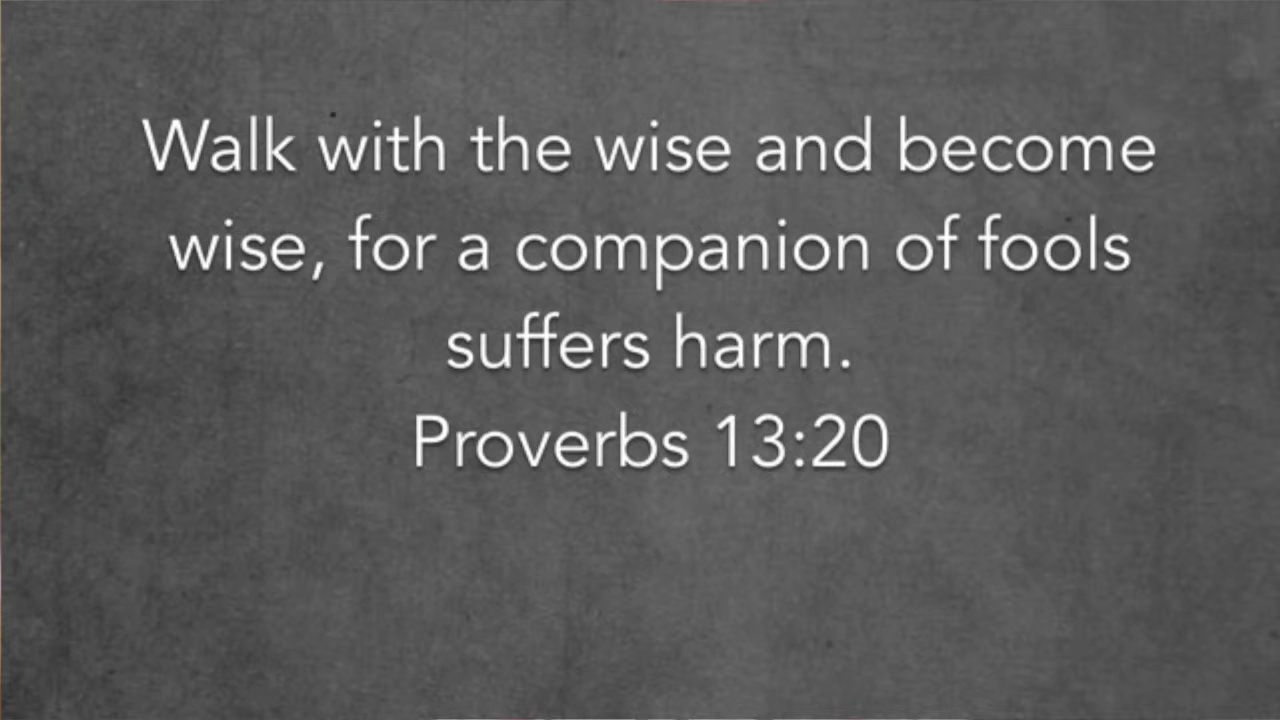 Walk with the wise and become
wise, for a companion of fools
suffers harm.
Proverbs 13:20